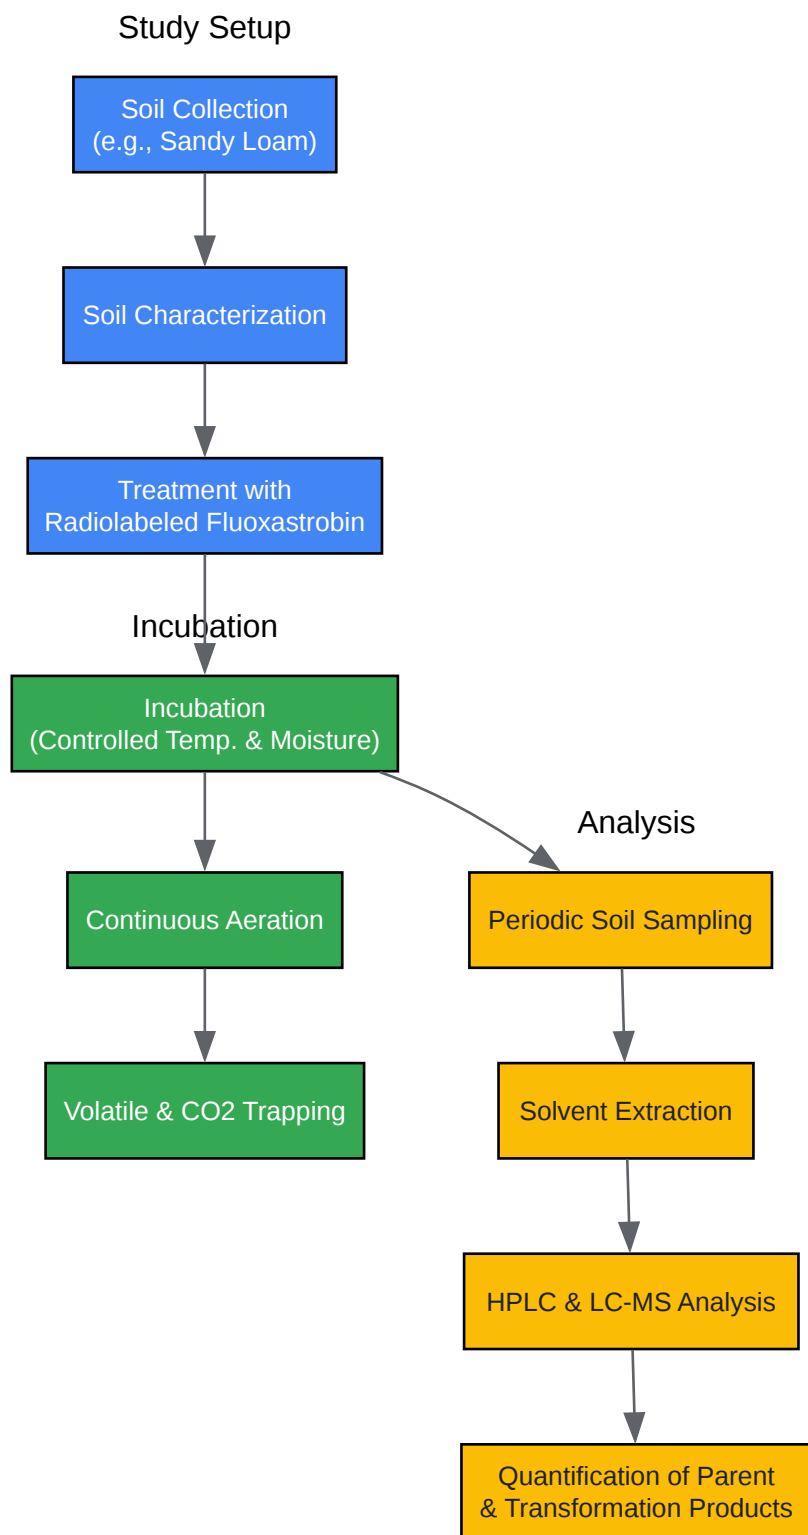 Study Setup
Soil Collection
(e.g., Sandy Loam)
Soil Characterization
Treatment with
Radiolabeled Fluoxastrobin
Incubation
Incubation
(Controlled Temp. & Moisture)
Continuous Aeration
Volatile & CO2 Trapping
Analysis
Periodic Soil Sampling
Solvent Extraction
HPLC & LC-MS Analysis
Quantification of Parent
& Transformation Products